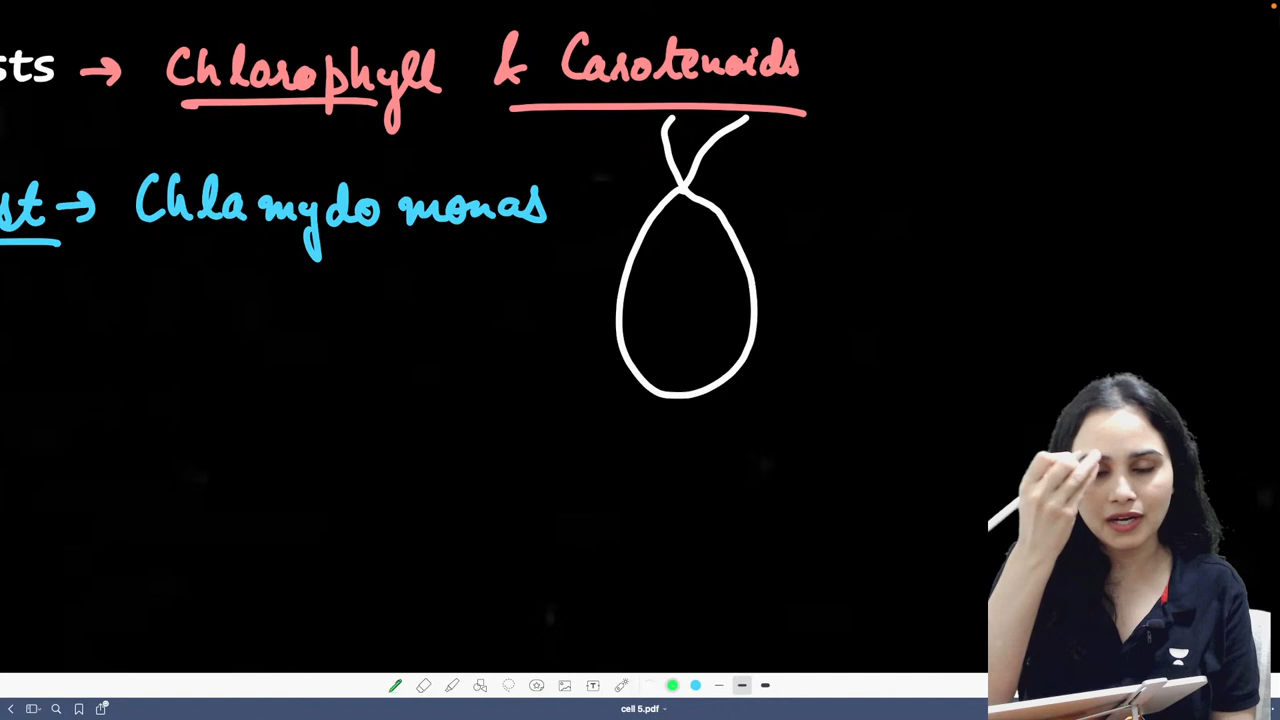 sts → Chlorophyll & Carotenoids
st → Chlamydomonas
cell 5.pdf